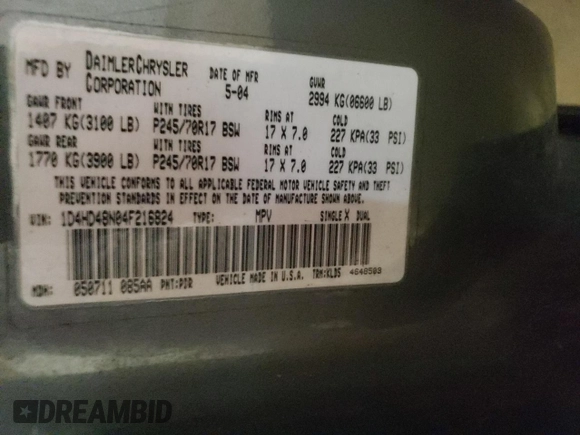 MFD BY DAIMLERCHRYSLER CORPORATION DATE OF MFR 5-04 GVWR 2994 KG(06600 LB)
GAWR FRONT WITH TIRES RIMS AT COLD
1407 KG(3100 LB) P245/70R17 BSW 17 X 7.0 227 KPA(33 PSI)
GAWR REAR WITH TIRES RIMS AT COLD
1770 KG(3900 LB) P245/70R17 BSW 17 X 7.0 227 KPA(33 PSI)
THIS VEHICLE CONFORMS TO ALL APPLICABLE FEDERAL MOTOR VEHICLE SAFETY AND THEFT
PREVENTION STANDARDS IN EFFECT ON THE DATE OF MANUFACTURE SHOWN ABOVE.
VIN: 1D4HD48N04F216824 TYPE: MPV SINGLE X DUAL
MDH: 050711 085AA PNT:PDR VEHICLE MADE IN U.S.A. TRM:KLD5 4648503
DREAMBID